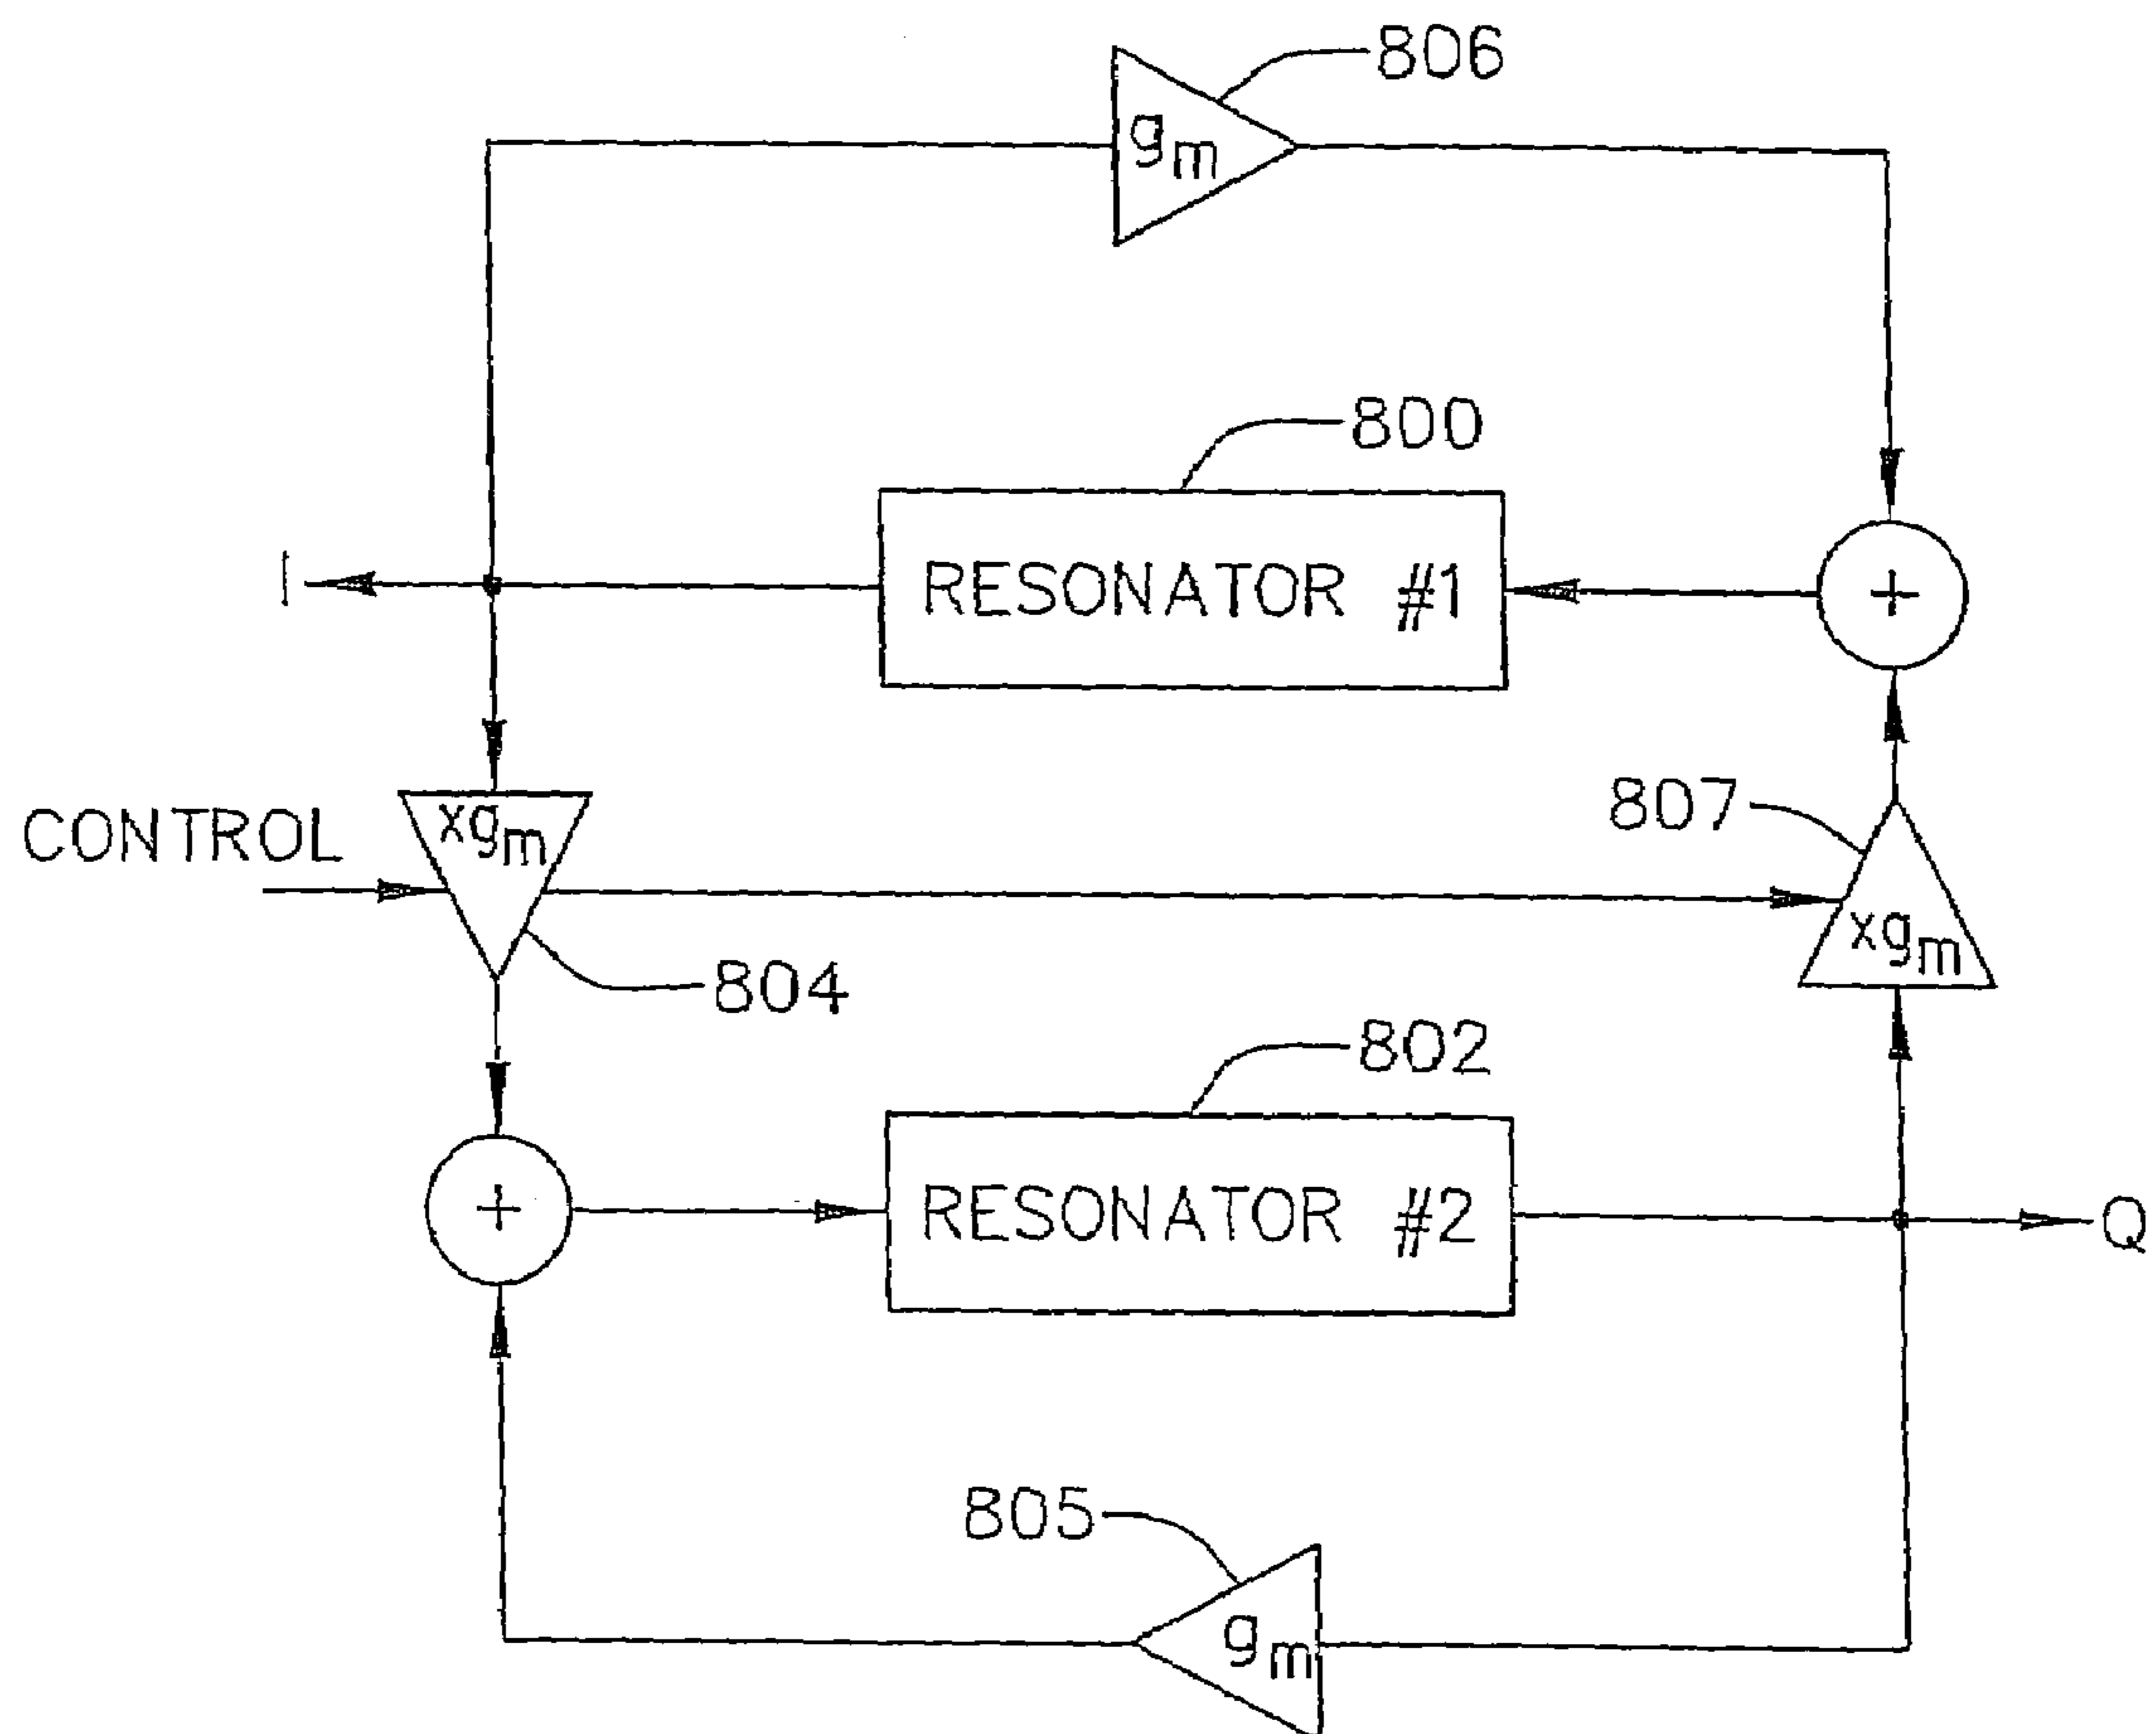 806
gm
800
I
RESONATOR #1
+
CONTROL
xgm
807
xgm
804
802
+
RESONATOR #2
Q
805
gm